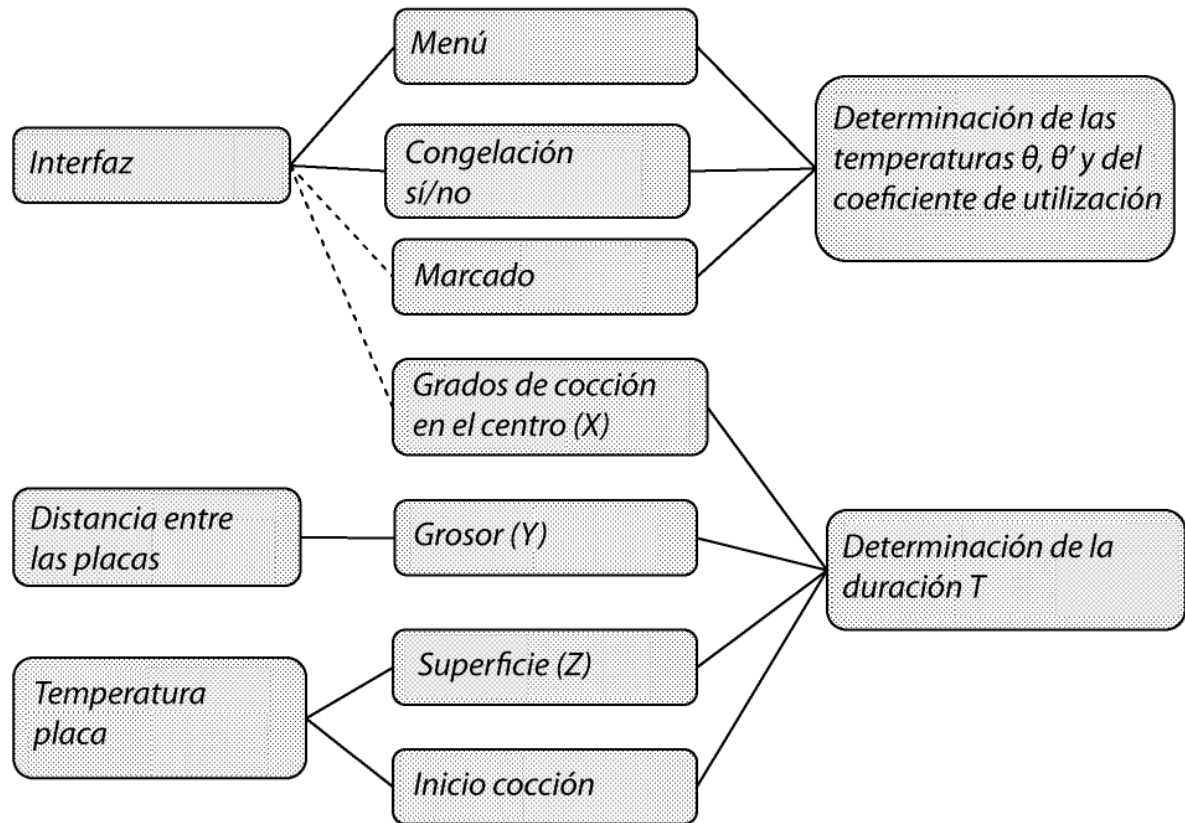 Menú
Interfaz
Congelación
sí/no
Marcado
Determinación de las
temperaturas θ, θ’ y del
coeficiente de utilización
Grados de cocción
en el centro (X)
Distancia entre
las placas
Grosor (Y)
Determinación de la
duración T
Temperatura
placa
Superficie (Z)
Inicio cocción